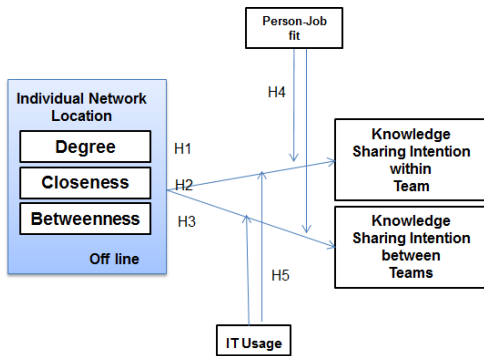 Person-Job
fit
Individual Network
Location
Degree
Closeness
Betweenness
Off line
H1
H2
H3
H4
H5
Knowledge
Sharing Intention
within
Team
Knowledge
Sharing Intention
between
Teams
IT Usage